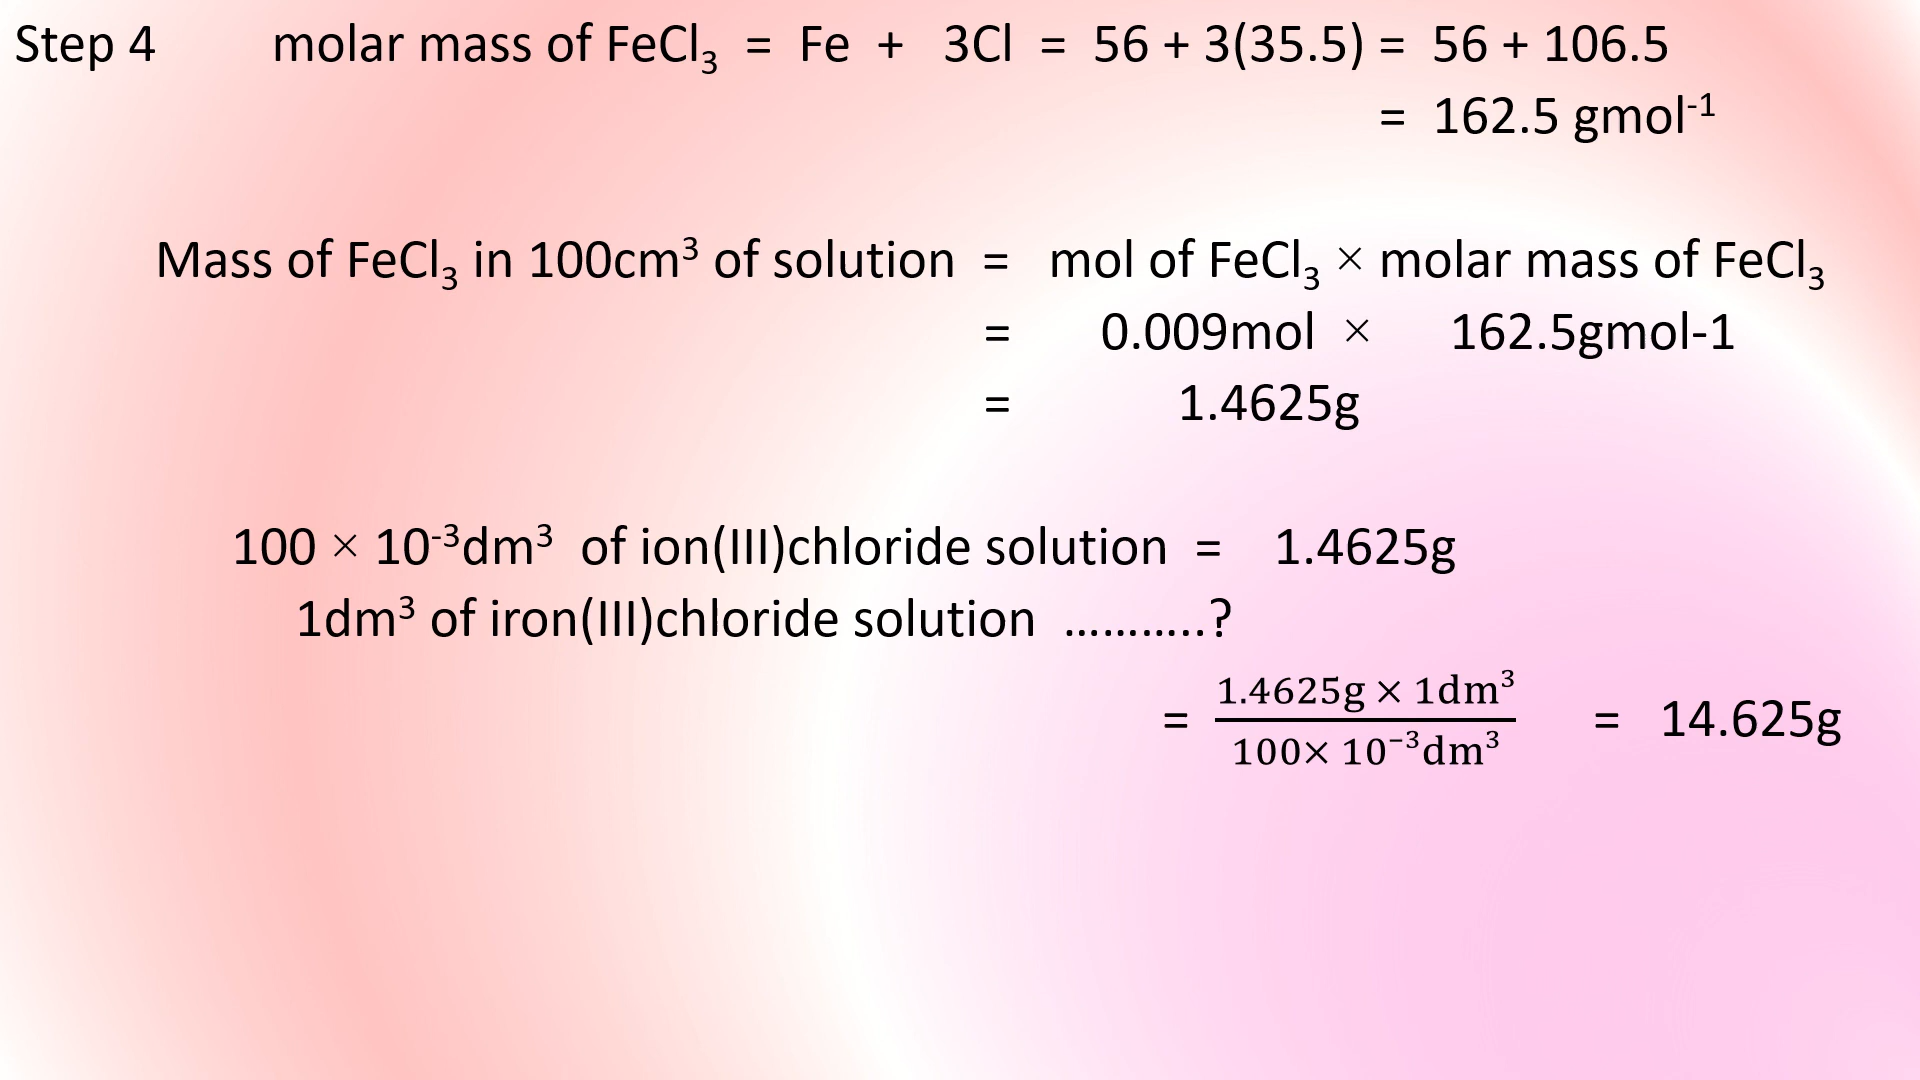 Step 4 molar mass of FeCl₃ = Fe + 3Cl = 56 + 3(35.5) = 56 + 106.5
= 162.5 gmol⁻¹
Mass of FeCl₃ in 100cm³ of solution = mol of FeCl₃ × molar mass of FeCl₃
= 0.009mol × 162.5gmol-1
= 1.4625g
100 × 10⁻³dm³ of ion(III)chloride solution = 1.4625g
1dm³ of iron(III)chloride solution ………..?
= 1.4625g × 1dm³ / 100× 10⁻³dm³ = 14.625g